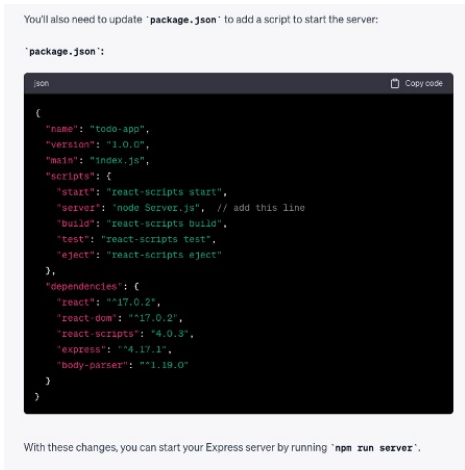 You'll also need to update `package.json` to add a script to start the server:
`package.json`:
json Copy code
{
  "name": "todo-app",
  "version": "1.0.0",
  "main": "index.js",
  "scripts": {
    "start": "react-scripts start",
    "server": "node Server.js",  // add this line
    "build": "react-scripts build",
    "test": "react-scripts test",
    "eject": "react-scripts eject"
  },
  "dependencies": {
    "react": "^17.0.2",
    "react-dom": "^17.0.2",
    "react-scripts": "4.0.3",
    "express": "^4.17.1",
    "body-parser": "^1.19.0"
  }
}
With these changes, you can start your Express server by running `npm run server`.